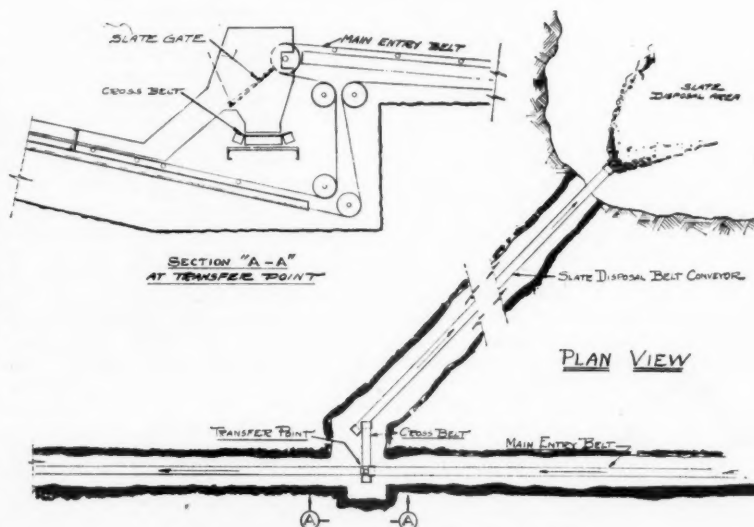 SLATE GATE
MAIN ENTRY BELT
CROSS BELT
SLATE
DISPOSAL AREA
SECTION "A-A"
AT TRANSFER POINT
SLATE DISPOSAL BELT CONVEYOR
PLAN VIEW
TRANSFER POINT
CROSS BELT
MAIN ENTRY BELT
A
A